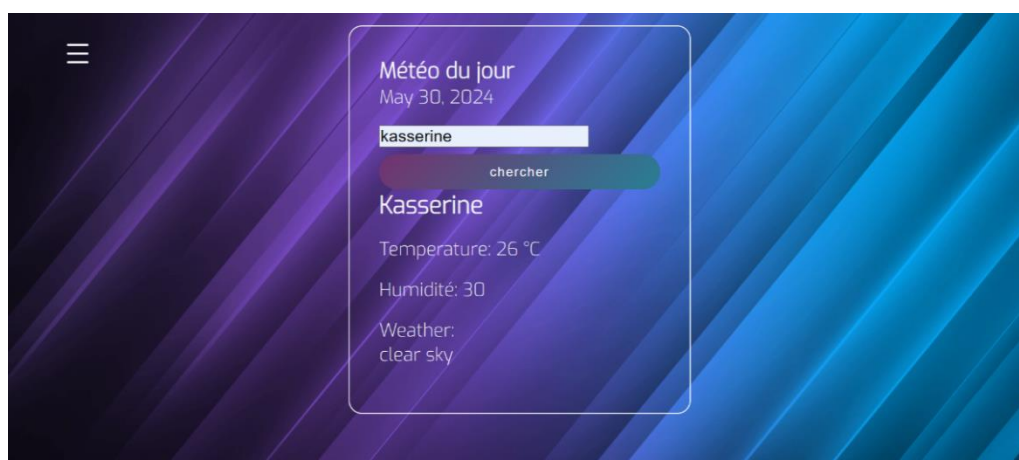 Météo du jour
May 30, 2024
kasserine
chercher
Kasserine
Temperature: 26 °C
Humidité: 30
Weather:
clear sky